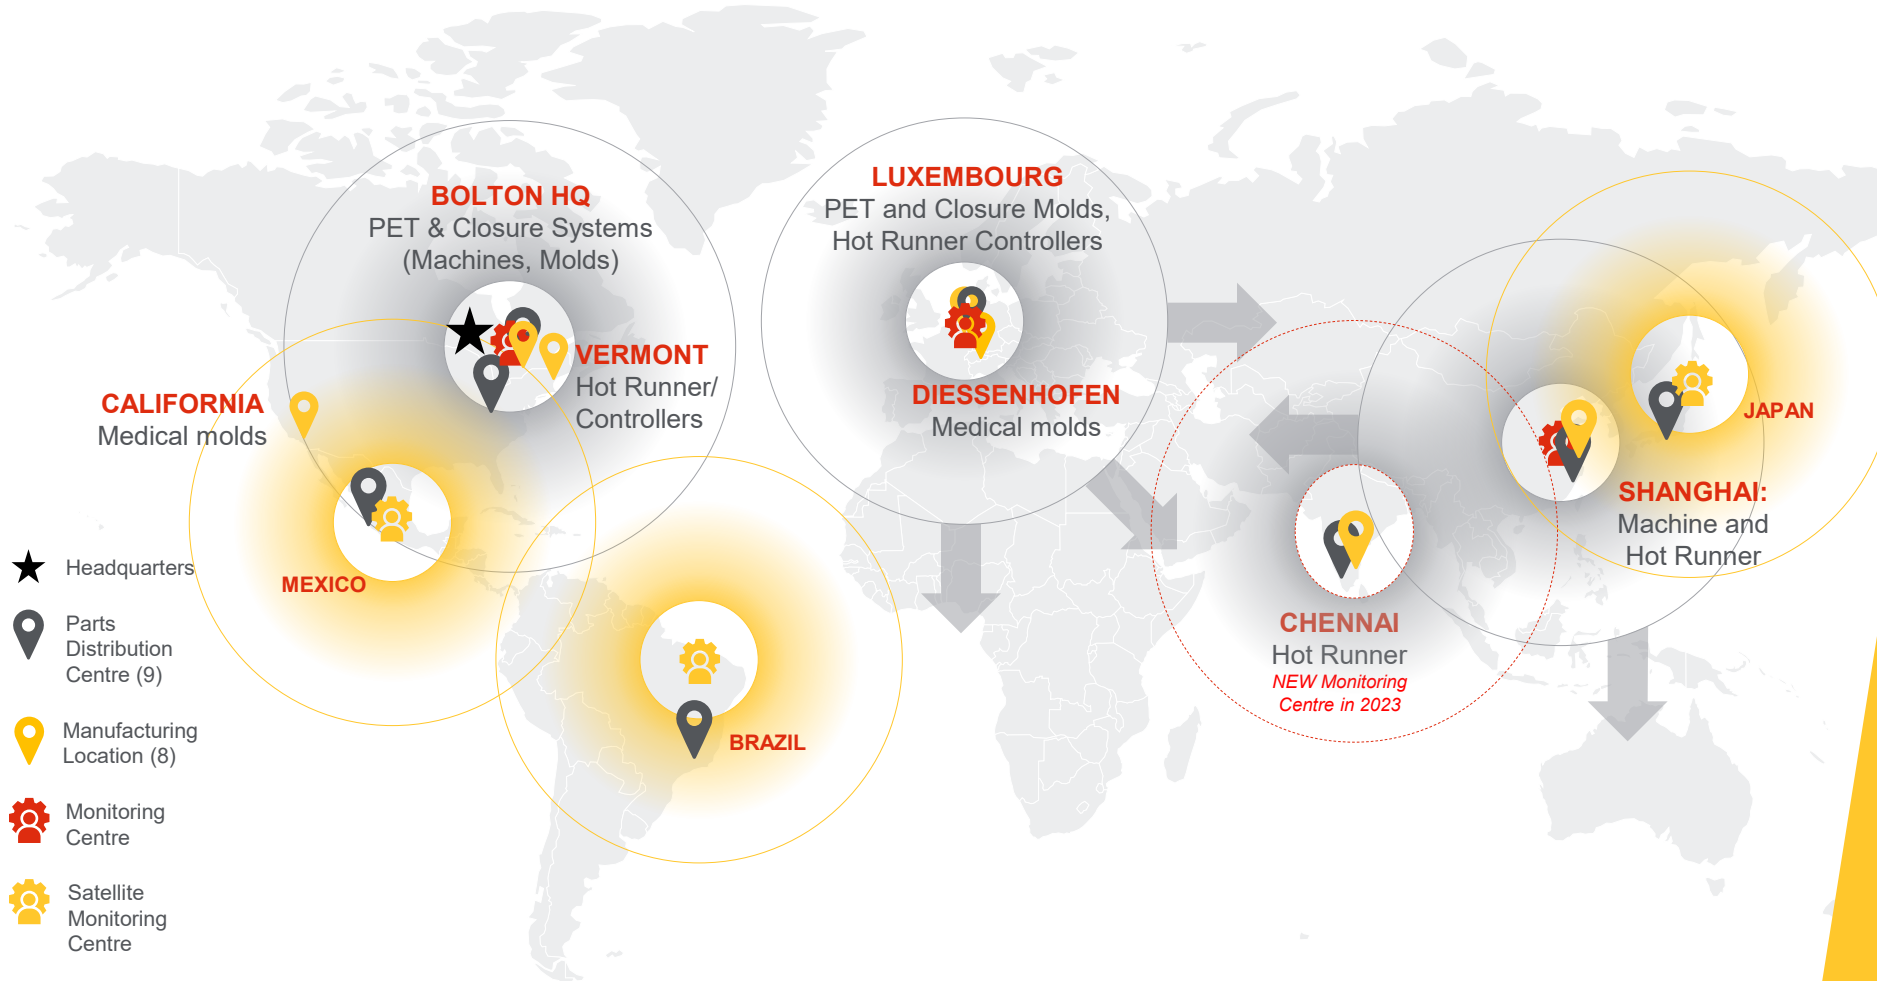 BOLTON HQ
PET & Closure Systems
(Machines, Molds)
LUXEMBOURG
PET and Closure Molds,
Hot Runner Controllers
VERMONT
Hot Runner/
Controllers
CALIFORNIA
Medical molds
DIESSENHOFEN
Medical molds
JAPAN
SHANGHAI:
Machine and
Hot Runner
MEXICO
CHENNAI
Hot Runner
NEW Monitoring
Centre in 2023
BRAZIL
Headquarters
Parts
Distribution
Centre (9)
Manufacturing
Location (8)
Monitoring
Centre
Satellite
Monitoring
Centre